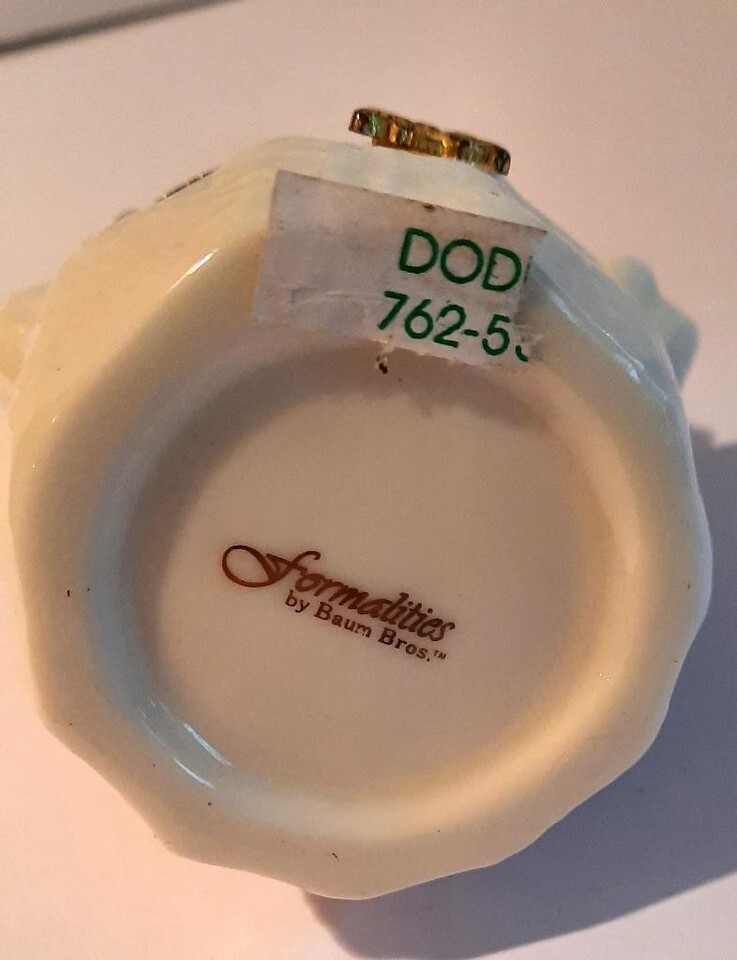 DOD
762-5
Formalities
by Baum Bros.™